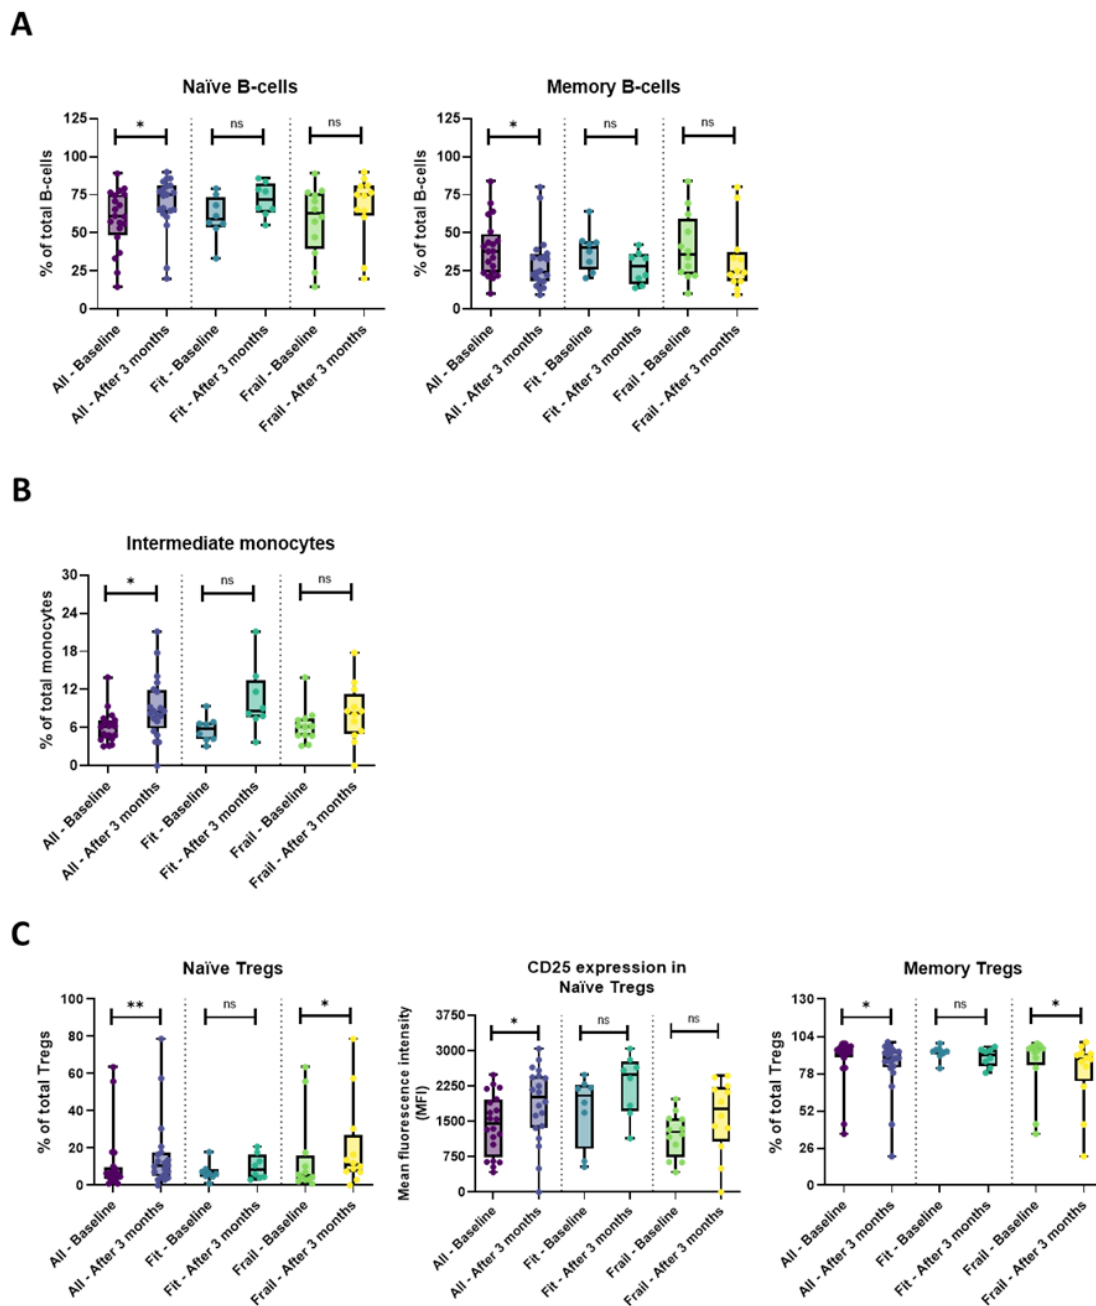 A
Naïve B-cells
% of total B-cells
125
100
75
50
25
0
*
ns
ns
All - Baseline
All - After 3 months
Fit - Baseline
Fit - After 3 months
Frail - Baseline
Frail - After 3 months
Memory B-cells
% of total B-cells
125
100
75
50
25
0
*
ns
ns
All - Baseline
All - After 3 months
Fit - Baseline
Fit - After 3 months
Frail - Baseline
Frail - After 3 months
B
Intermediate monocytes
% of total monocytes
30
24
18
12
6
0
*
ns
ns
All - Baseline
All - After 3 months
Fit - Baseline
Fit - After 3 months
Frail - Baseline
Frail - After 3 months
C
Naïve Tregs
% of total Tregs
100
80
60
40
20
0
**
ns
*
All - Baseline
All - After 3 months
Fit - Baseline
Fit - After 3 months
Frail - Baseline
Frail - After 3 months
CD25 expression in
Naïve Tregs
Mean fluorescence intensity
(MFI)
3750
3000
2250
1500
750
0
*
ns
ns
All - Baseline
All - After 3 months
Fit - Baseline
Fit - After 3 months
Frail - Baseline
Frail - After 3 months
Memory Tregs
% of total Tregs
130
104
78
52
26
0
*
ns
*
All - Baseline
All - After 3 months
Fit - Baseline
Fit - After 3 months
Frail - Baseline
Frail - After 3 months